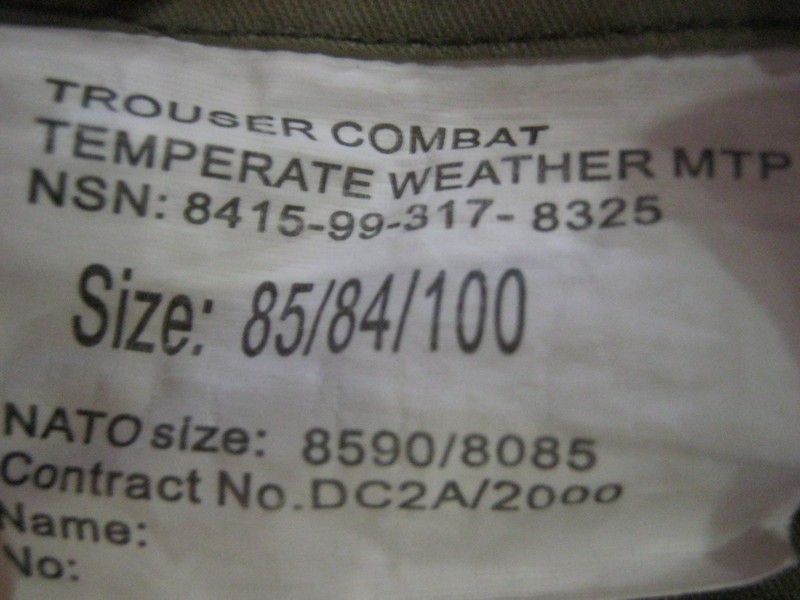 TROUSER COMBAT
TEMPERATE WEATHER MTP
NSN: 8415-99-317- 8325
Size: 85/84/100
NATO size: 8590/8085
Contract No.DC2A/2000
Name:
No: